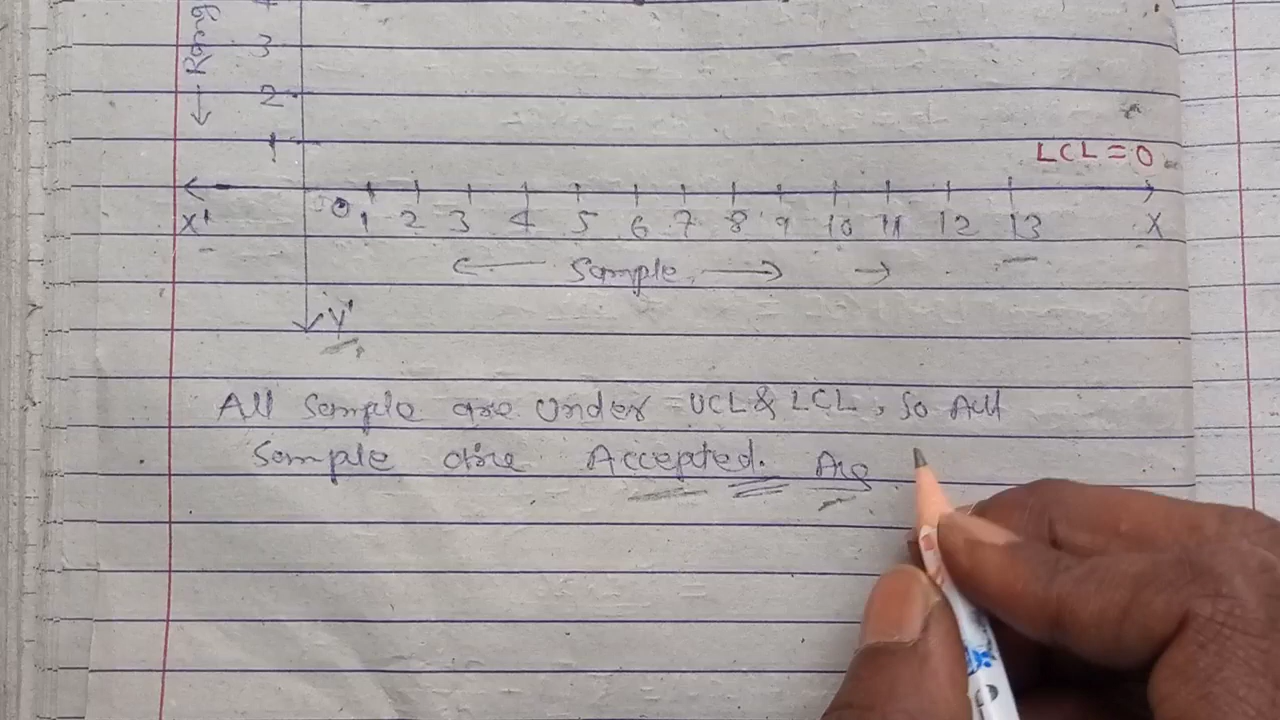 3
2
1
LCL = 0
X' 0 1 2 3 4 5 6 7 8 9 10 11 12 13 X
← Sample → →
Y'
All Sample are under UCL & LCL, So All
Sample are Accepted. Ans